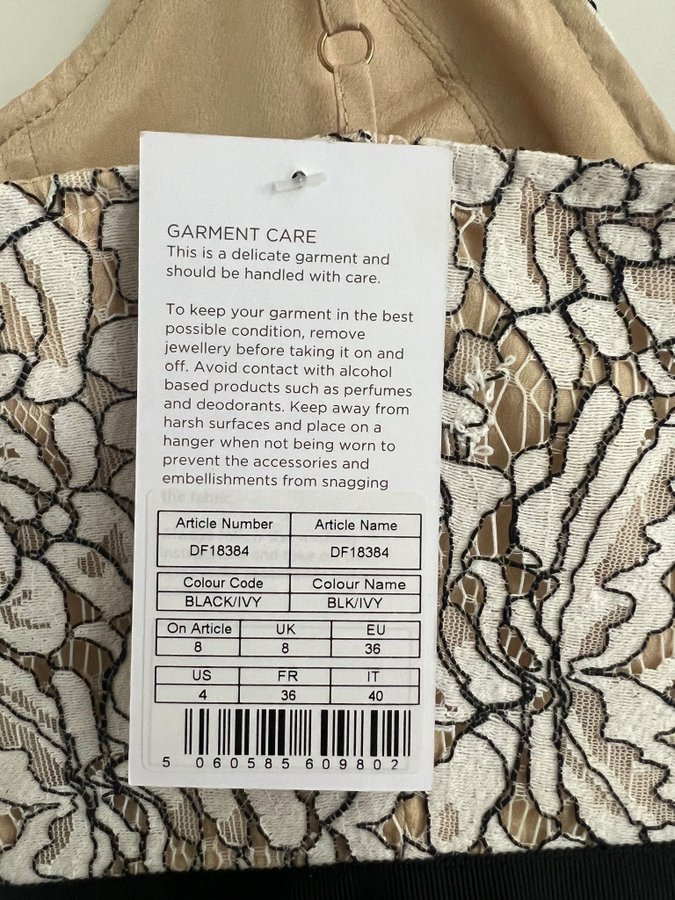 GARMENT CARE
This is a delicate garment and
should be handled with care.
To keep your garment in the best
possible condition, remove
jewellery before taking it on and
off. Avoid contact with alcohol
based products such as perfumes
and deodorants. Keep away from
harsh surfaces and place on a
hanger when not being worn to
prevent the accessories and
embellishments from snagging
the fabric.
Article Number Article Name
DF18384 DF18384
Colour Code Colour Name
BLACK/IVY BLK/IVY
On Article UK EU
8 8 36
US FR IT
4 36 40
5 060585 609802